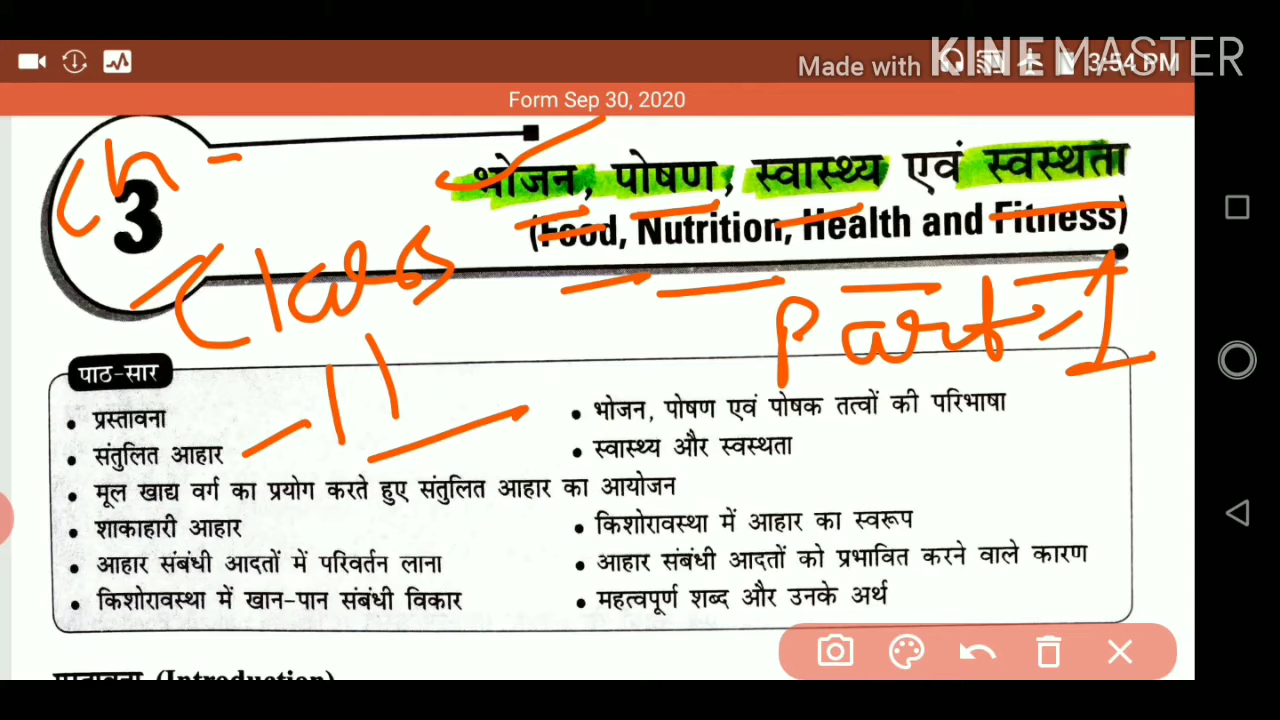 Made with KINEMASTER
3:54 PM
Form Sep 30, 2020
Ch -
3
भोजन, पोषण, स्वास्थ्य एवं स्वस्थता
(Food, Nutrition, Health and Fitness)
Class
11
Part-1
पाठ-सार
• प्रस्तावना
• भोजन, पोषण एवं पोषक तत्वों की परिभाषा
• संतुलित आहार
• स्वास्थ्य और स्वस्थता
• मूल खाद्य वर्ग का प्रयोग करते हुए संतुलित आहार का आयोजन
• शाकाहारी आहार
• किशोरावस्था में आहार का स्वरूप
• आहार संबंधी आदतों में परिवर्तन लाना
• आहार संबंधी आदतों को प्रभावित करने वाले कारण
• किशोरावस्था में खान-पान संबंधी विकार
• महत्वपूर्ण शब्द और उनके अर्थ
प्रस्तावना (Introduction)